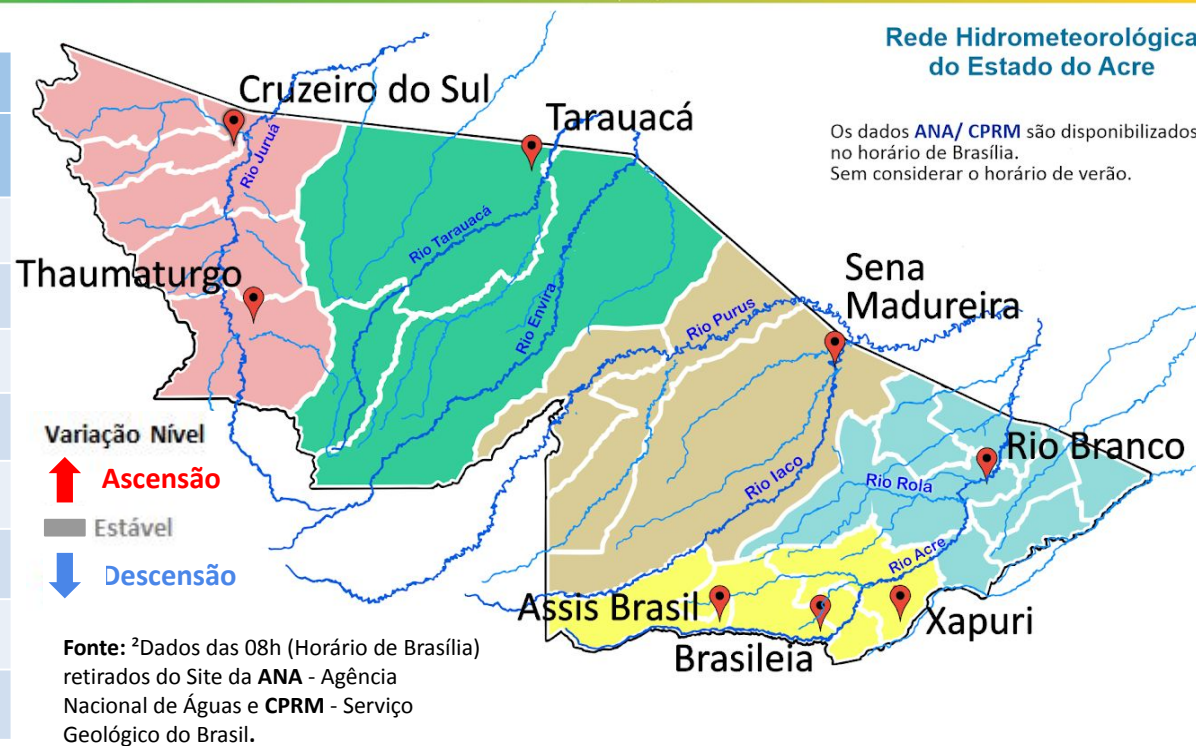 Rede Hidrometeorológica
do Estado do Acre
Os dados ANA/ CPRM são disponibilizados
no horário de Brasília.
Sem considerar o horário de verão.
Cruzeiro do Sul
Tarauacá
Rio Juruá
Rio Tarauacá
Thaumaturgo
Rio Envira
Sena
Madureira
Rio Purus
Rio Branco
Rio Iaco
Rio Rola
Rio Acre
Assis Brasil
Brasileia
Xapuri
Variação Nível
Ascensão
Estável
Descensão
Fonte: ²Dados das 08h (Horário de Brasília)
retirados do Site da ANA - Agência
Nacional de Águas e CPRM - Serviço
Geológico do Brasil.